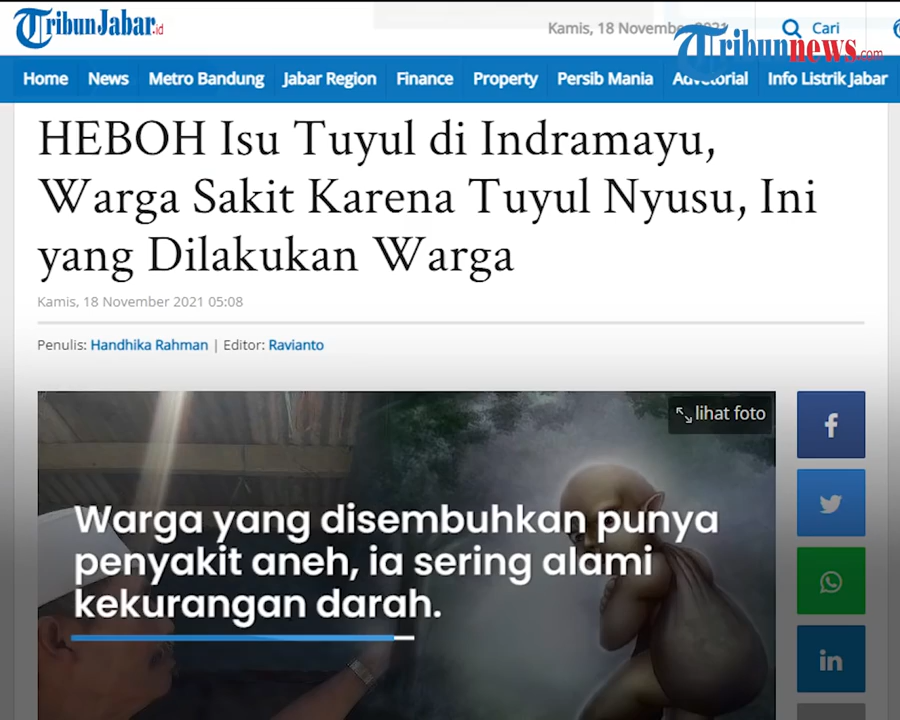 TribunJabar.id
Kamis, 18 November 2021
Cari
Tribunnews.com
Home News Metro Bandung Jabar Region Finance Property Persib Mania Advetorial Info Listrik Jabar
HEBOH Isu Tuyul di Indramayu,
Warga Sakit Karena Tuyul Nyusu, Ini
yang Dilakukan Warga
Kamis, 18 November 2021 05:08
Penulis: Handhika Rahman | Editor: Ravianto
lihat foto
Warga yang disembuhkan punya
penyakit aneh, ia sering alami
kekurangan darah.